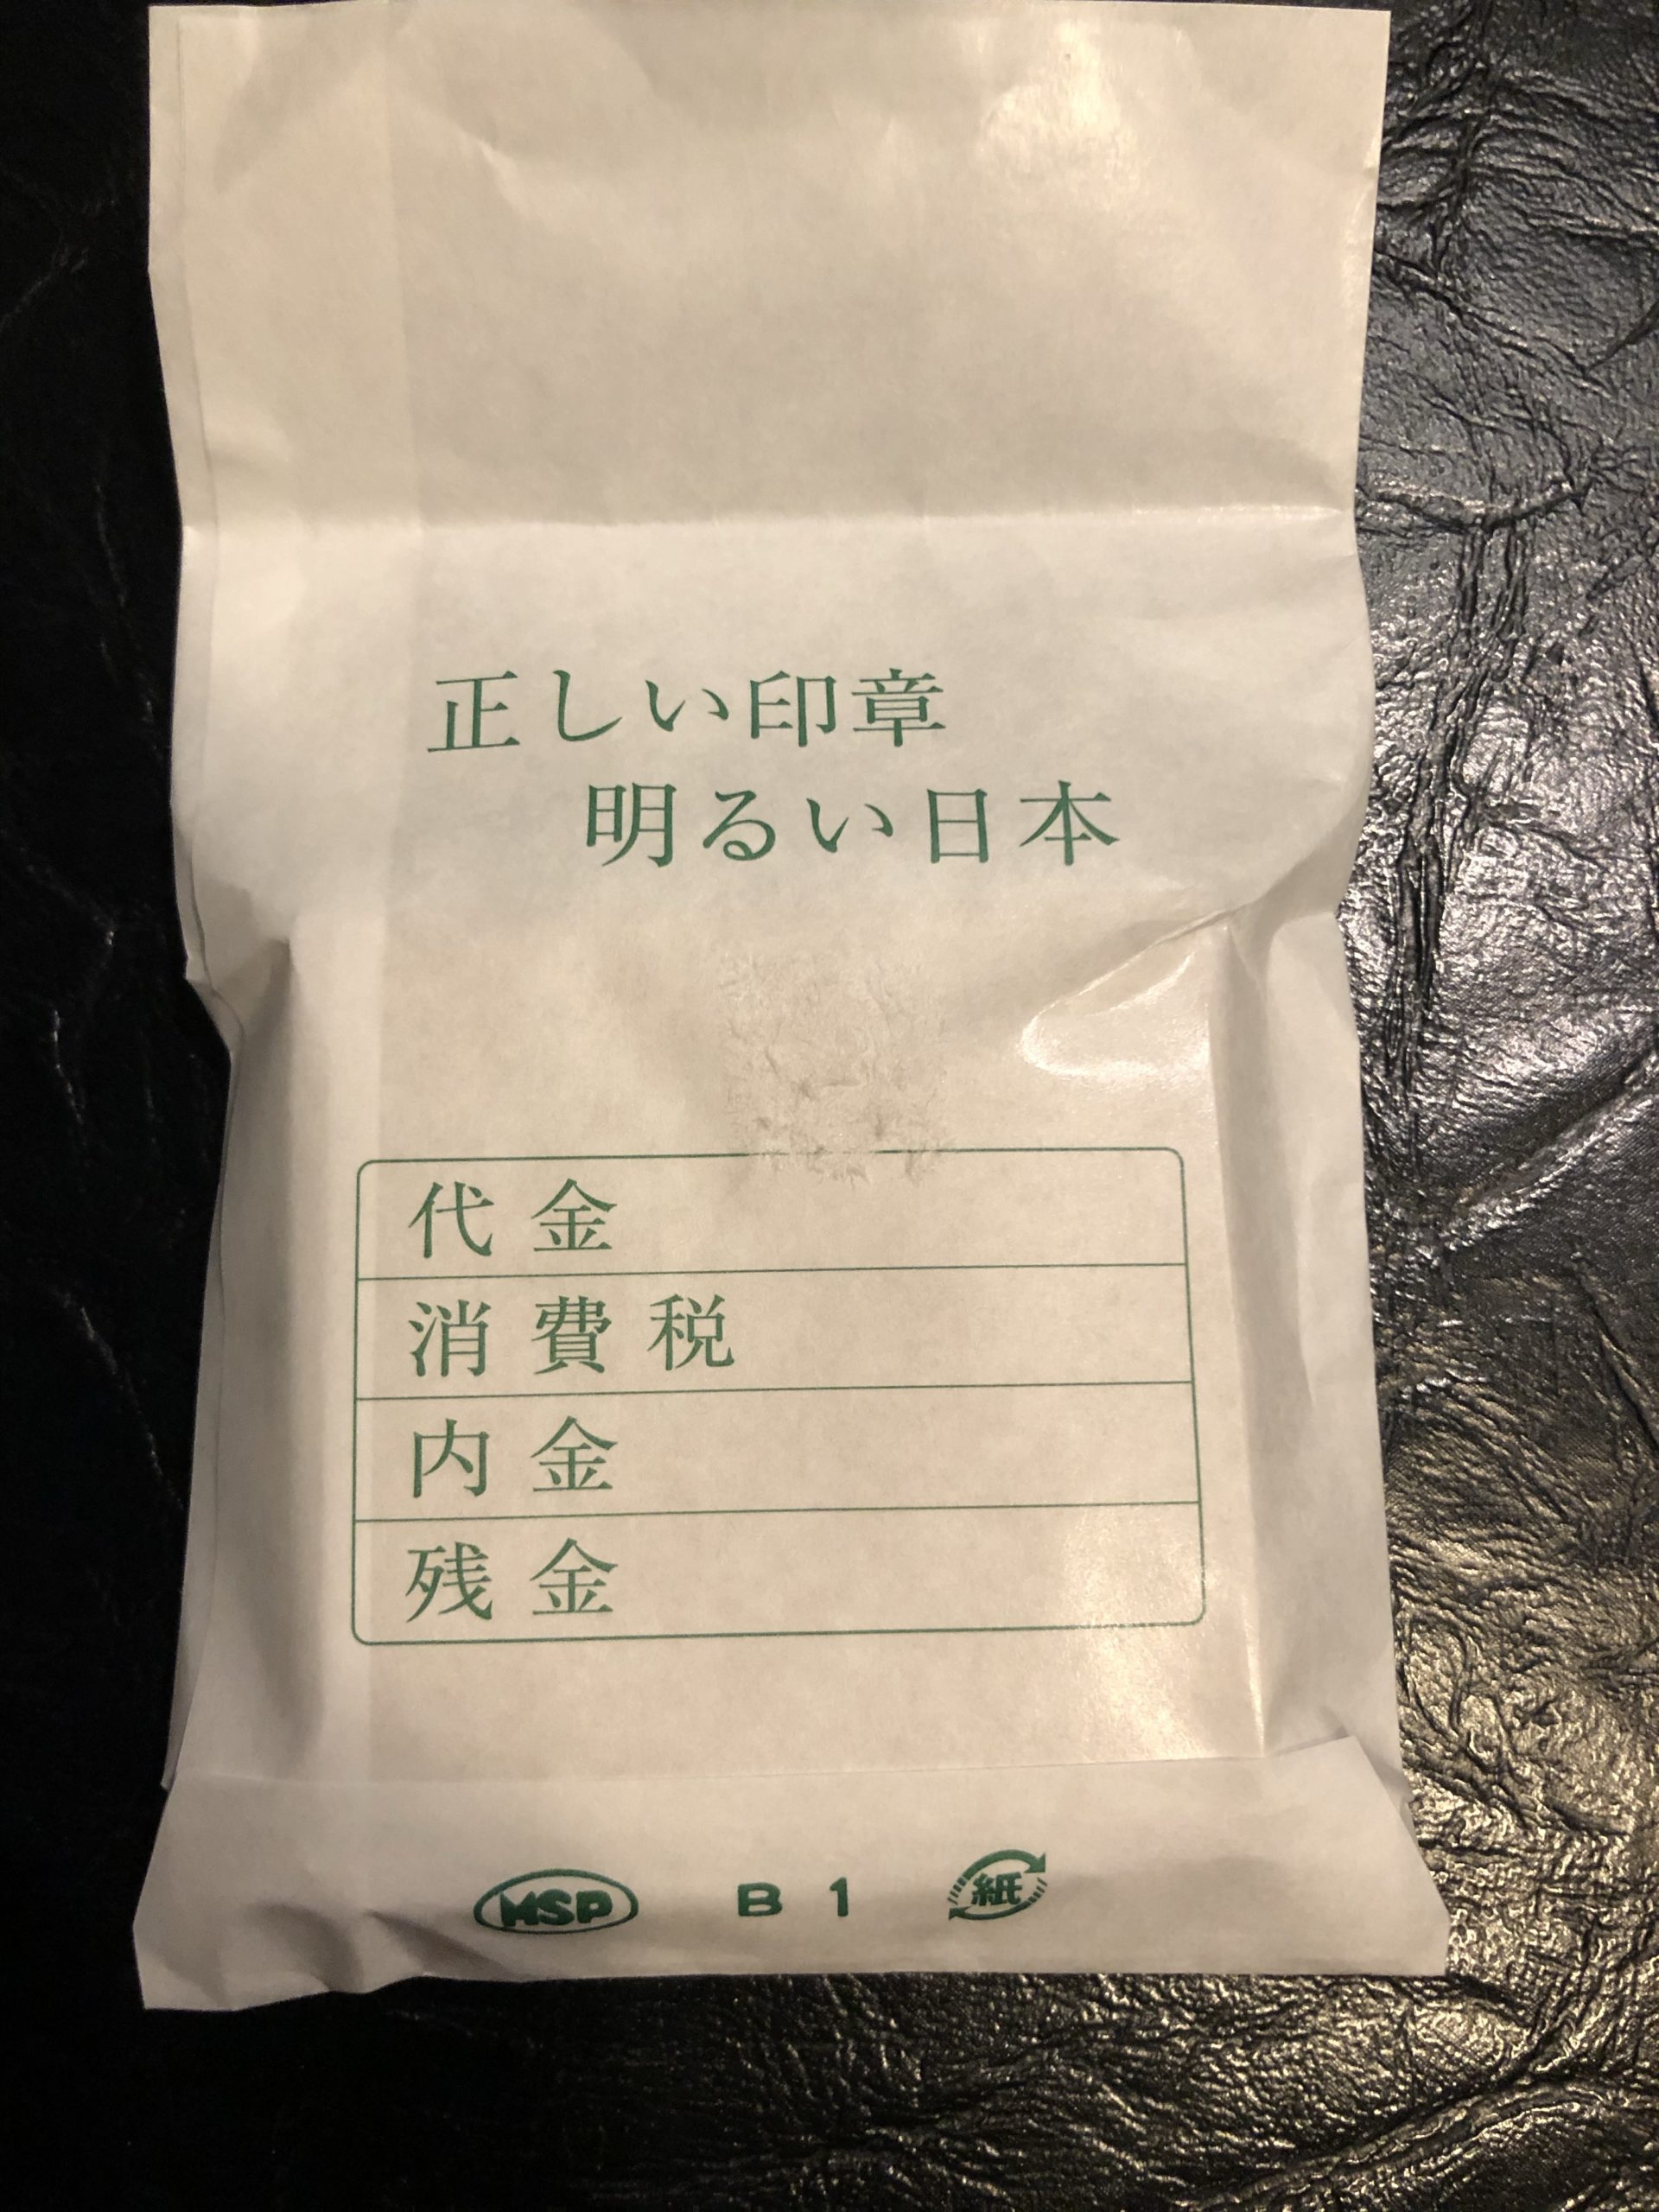 正しい印章
明るい日本
代金
消費税
内金
残金
MSP B1 紙